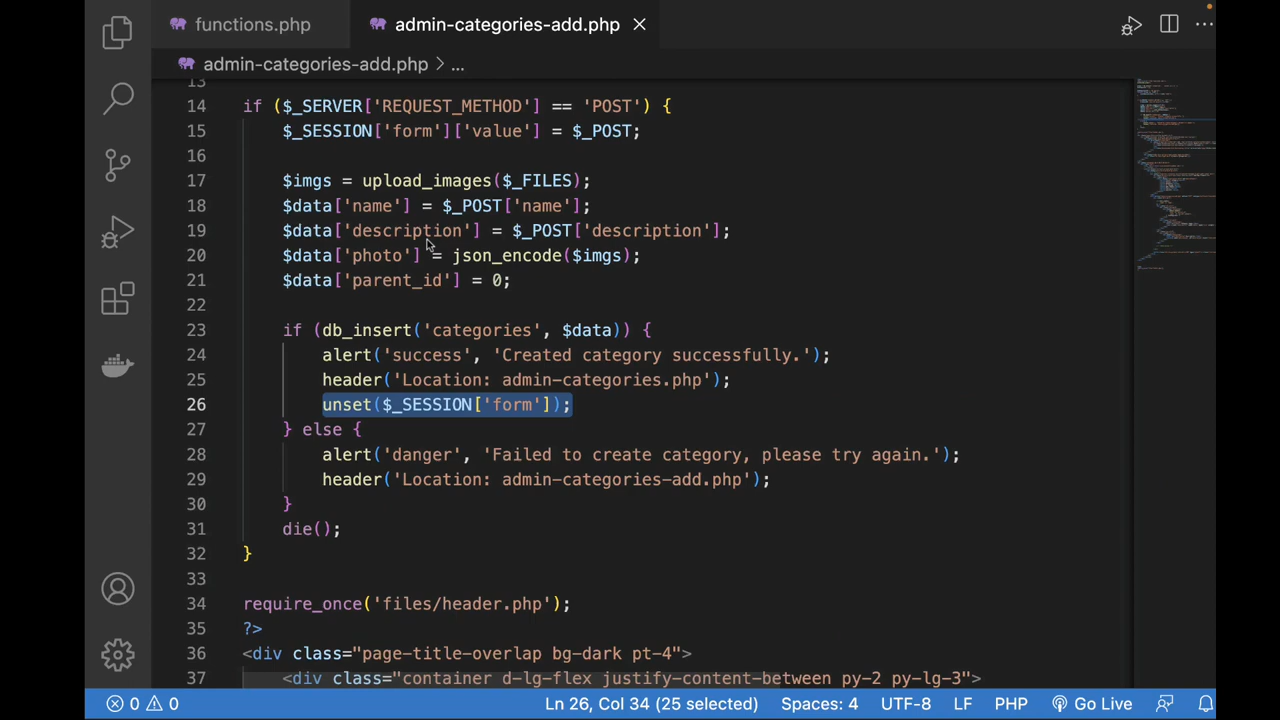 functions.php
admin-categories-add.php
admin-categories-add.php > ...
13
14 if ($_SERVER['REQUEST_METHOD'] == 'POST') {
15 $_SESSION['form']['value'] = $_POST;
16
17 $imgs = upload_images($_FILES);
18 $data['name'] = $_POST['name'];
19 $data['description'] = $_POST['description'];
20 $data['photo'] = json_encode($imgs);
21 $data['parent_id'] = 0;
22
23 if (db_insert('categories', $data)) {
24 alert('success', 'Created category successfully.');
25 header('Location: admin-categories.php');
26 unset($_SESSION['form']);
27 } else {
28 alert('danger', 'Failed to create category, please try again.');
29 header('Location: admin-categories-add.php');
30 }
31 die();
32 }
33
34 require_once('files/header.php');
35 ?>
36 <div class="page-title-overlap bg-dark pt-4">
37 <div class="container d-lg-flex justify-content-between py-2 py-lg-3">
0 0 Ln 26, Col 34 (25 selected) Spaces: 4 UTF-8 LF PHP Go Live